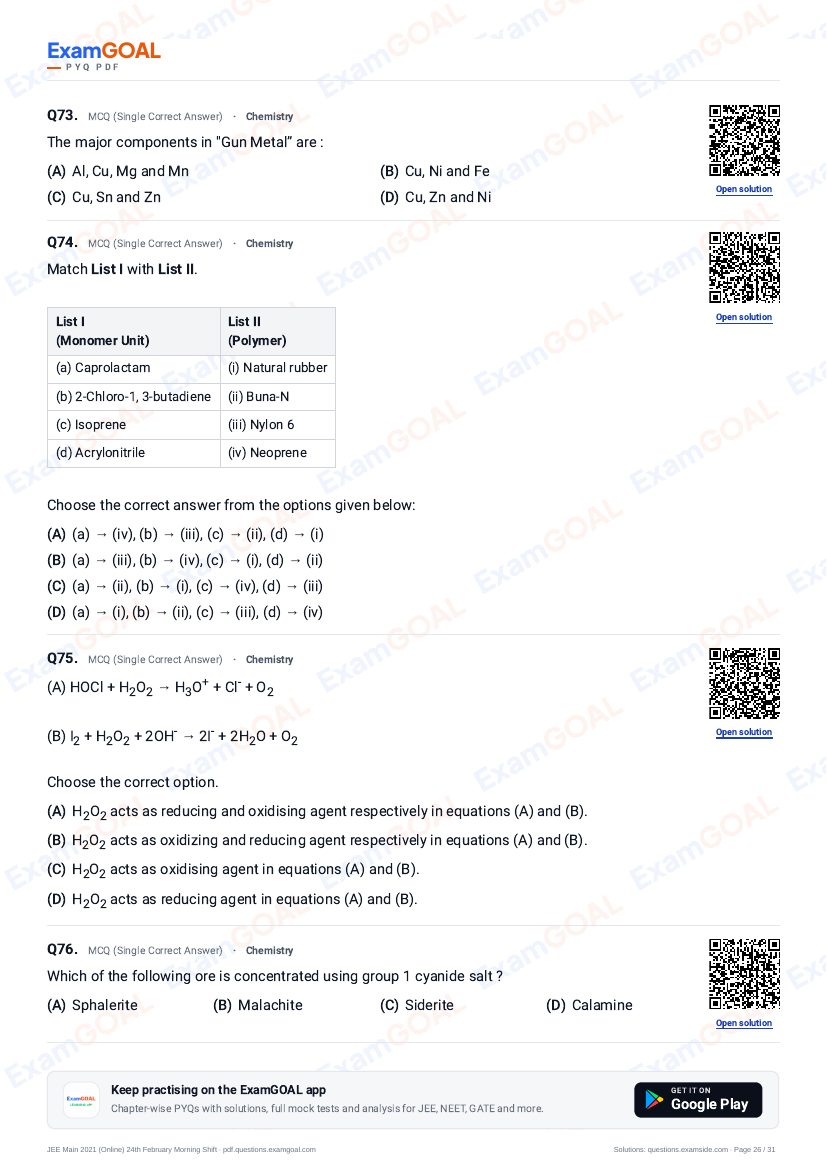 ExamGOAL
PYQ PDF
Q73. MCQ (Single Correct Answer) · Chemistry
The major components in "Gun Metal” are :
(A) Al, Cu, Mg and Mn
(B) Cu, Ni and Fe
(C) Cu, Sn and Zn
(D) Cu, Zn and Ni
Open solution
Q74. MCQ (Single Correct Answer) · Chemistry
Match List I with List II.
Open solution
List I (Monomer Unit) List II (Polymer)
(a) Caprolactam (i) Natural rubber
(b) 2-Chloro-1, 3-butadiene (ii) Buna-N
(c) Isoprene (iii) Nylon 6
(d) Acrylonitrile (iv) Neoprene
Choose the correct answer from the options given below:
(A) (a) → (iv), (b) → (iii), (c) → (ii), (d) → (i)
(B) (a) → (iii), (b) → (iv), (c) → (i), (d) → (ii)
(C) (a) → (ii), (b) → (i), (c) → (iv), (d) → (iii)
(D) (a) → (i), (b) → (ii), (c) → (iii), (d) → (iv)
Q75. MCQ (Single Correct Answer) · Chemistry
(A) HOCl + H₂O₂ → H₃O⁺ + Cl⁻ + O₂
Open solution
(B) I₂ + H₂O₂ + 2OH⁻ → 2I⁻ + 2H₂O + O₂
Choose the correct option.
(A) H₂O₂ acts as reducing and oxidising agent respectively in equations (A) and (B).
(B) H₂O₂ acts as oxidizing and reducing agent respectively in equations (A) and (B).
(C) H₂O₂ acts as oxidising agent in equations (A) and (B).
(D) H₂O₂ acts as reducing agent in equations (A) and (B).
Q76. MCQ (Single Correct Answer) · Chemistry
Which of the following ore is concentrated using group 1 cyanide salt ?
(A) Sphalerite (B) Malachite (C) Siderite (D) Calamine
Open solution
Keep practising on the ExamGOAL app
Chapter-wise PYQs with solutions, full mock tests and analysis for JEE, NEET, GATE and more.
GET IT ON
Google Play
JEE Main 2021 (Online) 24th February Morning Shift · pdf.questions.examgoal.com
Solutions: questions.examside.com · Page 26 / 31